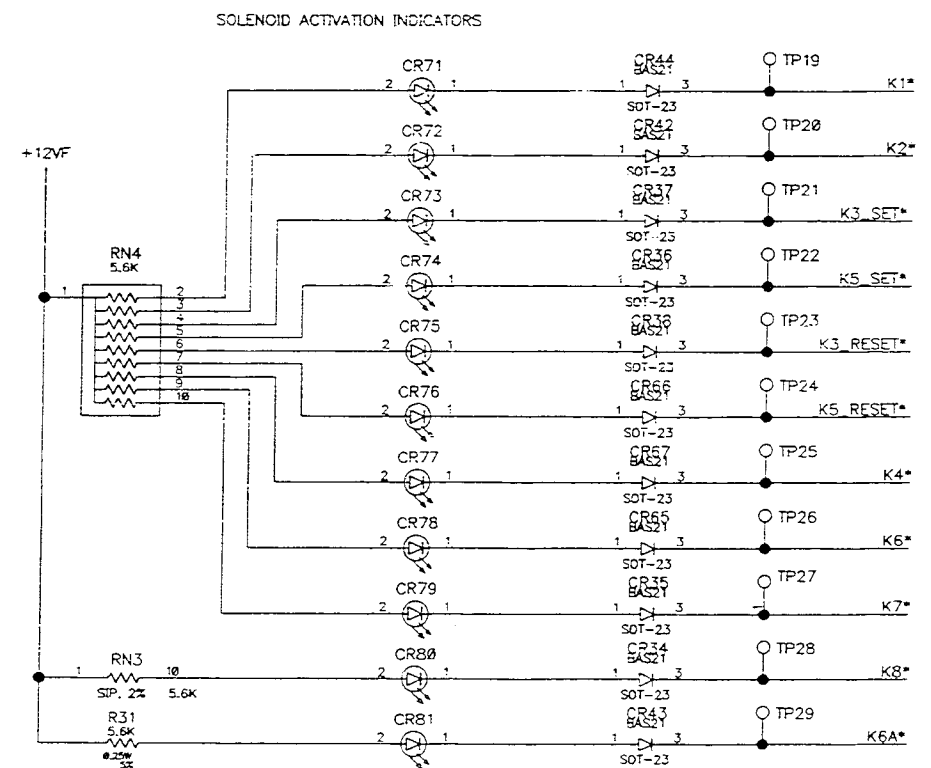 SOLENOID ACTIVATION INDICATORS
+12VF
RN4
5.6K
1
2
3
4
5
6
7
8
9
10
CR71
2 1
CR44
BAS21
1 3
SOT-23
TP19
K1*
CR72
2 1
CR42
BAS21
1 3
SOT-23
TP20
K2*
CR73
2 1
CR37
BAS21
1 3
SOT-23
TP21
K3_SET*
CR74
2 1
CR36
BAS21
1 3
SOT-23
TP22
K5_SET*
CR75
2 1
CR38
BAS21
1 3
SOT-23
TP23
K3_RESET*
CR76
2 1
CR66
BAS21
1 3
SOT-23
TP24
K5_RESET*
CR77
2 1
CR67
BAS21
1 3
SOT-23
TP25
K4*
CR78
2 1
CR65
BAS21
1 3
SOT-23
TP26
K6*
CR79
2 1
CR35
BAS21
1 3
SOT-23
TP27
K7*
RN3
1 10
SIP, 2% 5.6K
CR80
2 1
CR34
BAS21
1 3
SOT-23
TP28
K8*
R31
5.6K
0.25W
5%
CR81
2 1
CR43
BAS21
1 3
SOT-23
TP29
K6A*